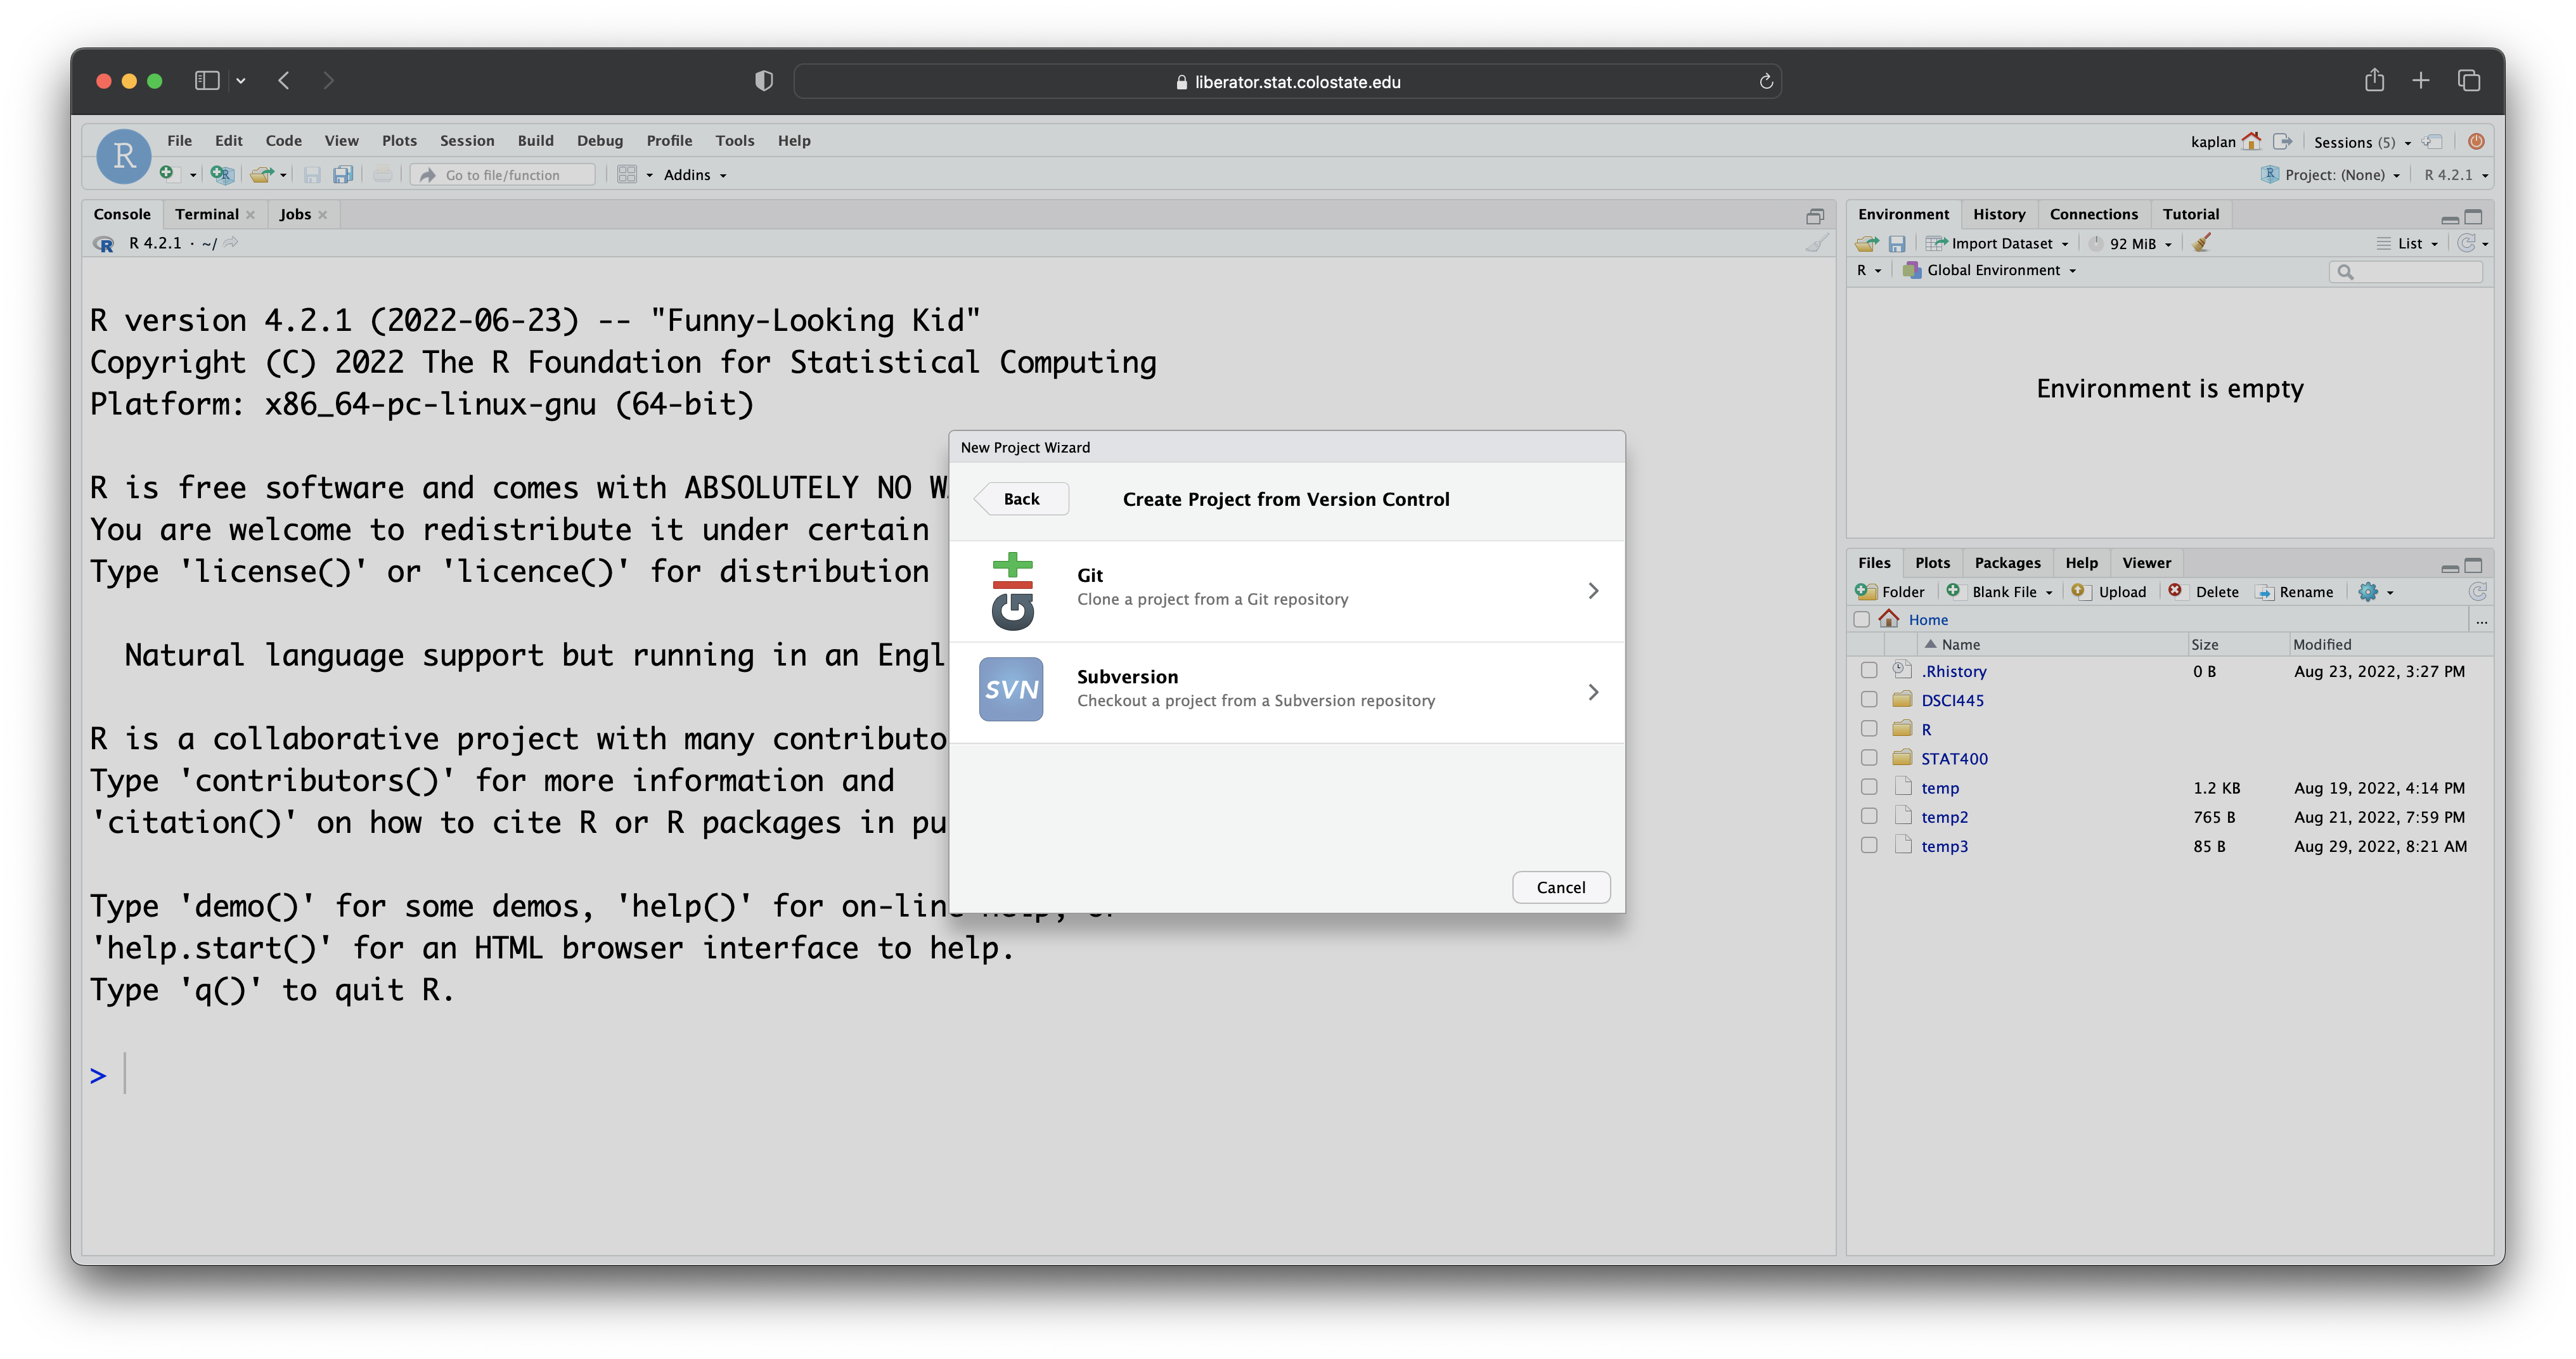 liberator.stat.colostate.edu
R
File Edit Code View Plots Session Build Debug Profile Tools Help
kaplan Sessions (5)
Go to file/function Addins
Project: (None) R 4.2.1
Console Terminal Jobs
R 4.2.1 · ~/
R version 4.2.1 (2022-06-23) -- "Funny-Looking Kid"
Copyright (C) 2022 The R Foundation for Statistical Computing
Platform: x86_64-pc-linux-gnu (64-bit)
R is free software and comes with ABSOLUTELY NO
You are welcome to redistribute it under certain
Type 'license()' or 'licence()' for distribution
Natural language support but running in an Engl
R is a collaborative project with many contributo
Type 'contributors()' for more information and
'citation()' on how to cite R or R packages in pu
Type 'demo()' for some demos, 'help()' for on-line help, or
'help.start()' for an HTML browser interface to help.
Type 'q()' to quit R.
>
New Project Wizard
Back
Create Project from Version Control
Git
Clone a project from a Git repository
SVN
Subversion
Checkout a project from a Subversion repository
Cancel
Environment History Connections Tutorial
Import Dataset 92 MiB List
R Global Environment
Environment is empty
Files Plots Packages Help Viewer
Folder Blank File Upload Delete Rename
Home ...
Name Size Modified
.Rhistory 0 B Aug 23, 2022, 3:27 PM
DSCI445
R
STAT400
temp 1.2 KB Aug 19, 2022, 4:14 PM
temp2 765 B Aug 21, 2022, 7:59 PM
temp3 85 B Aug 29, 2022, 8:21 AM